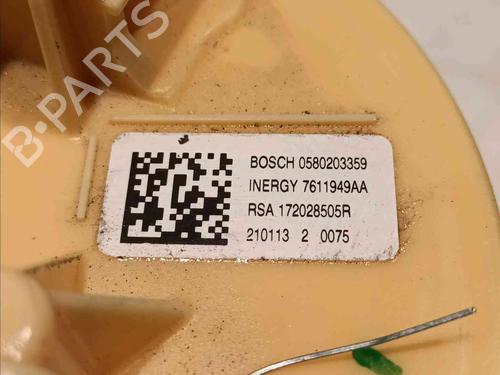 B-PARTS
BOSCH 0580203359
INERGY 7611949AA
RSA 172028505R
210113 2 0075